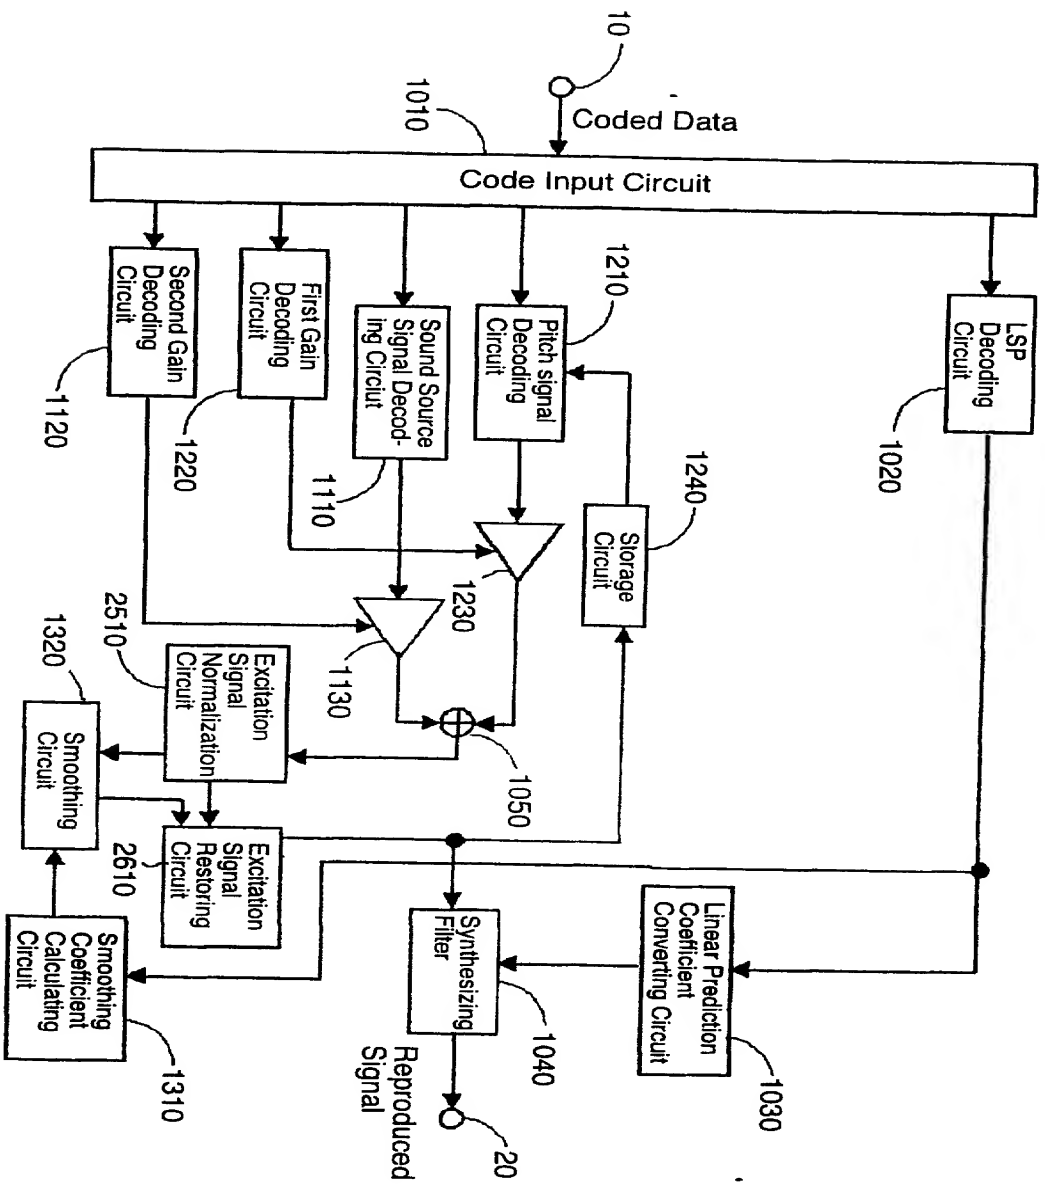 10
Coded Data
1010
Code Input Circuit
LSP
Decoding
Circuit
1020
1210
Pitch signal
Decoding
Circuit
Sound Source
Signal Decod-
ing Circiut
1110
First Gain
Decoding
Circuit
1220
Second Gain
Decoding
Circuit
1120
1240
Storage
Circuit
1230
1130
1050
2510
Excitation
Signal
Normalization
Circuit
1320
Smoothing
Circuit
Excitation
Signal
Restoring
Circuit
2610
Smoothing
Coefficient
Calculating
Circuit
1310
Linear Prediction
Coefficient
Converting Circuit
1030
Synthesizing
Filter
1040
Reproduced
Signal
20